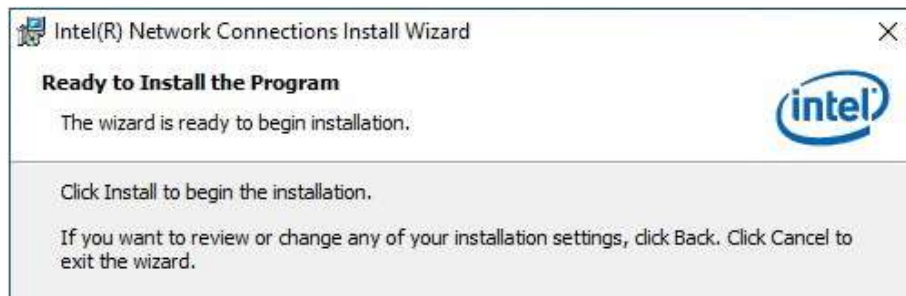 Intel(R) Network Connections Install Wizard
Ready to Install the Program
The wizard is ready to begin installation.
intel
Click Install to begin the installation.
If you want to review or change any of your installation settings, click Back. Click Cancel to
exit the wizard.